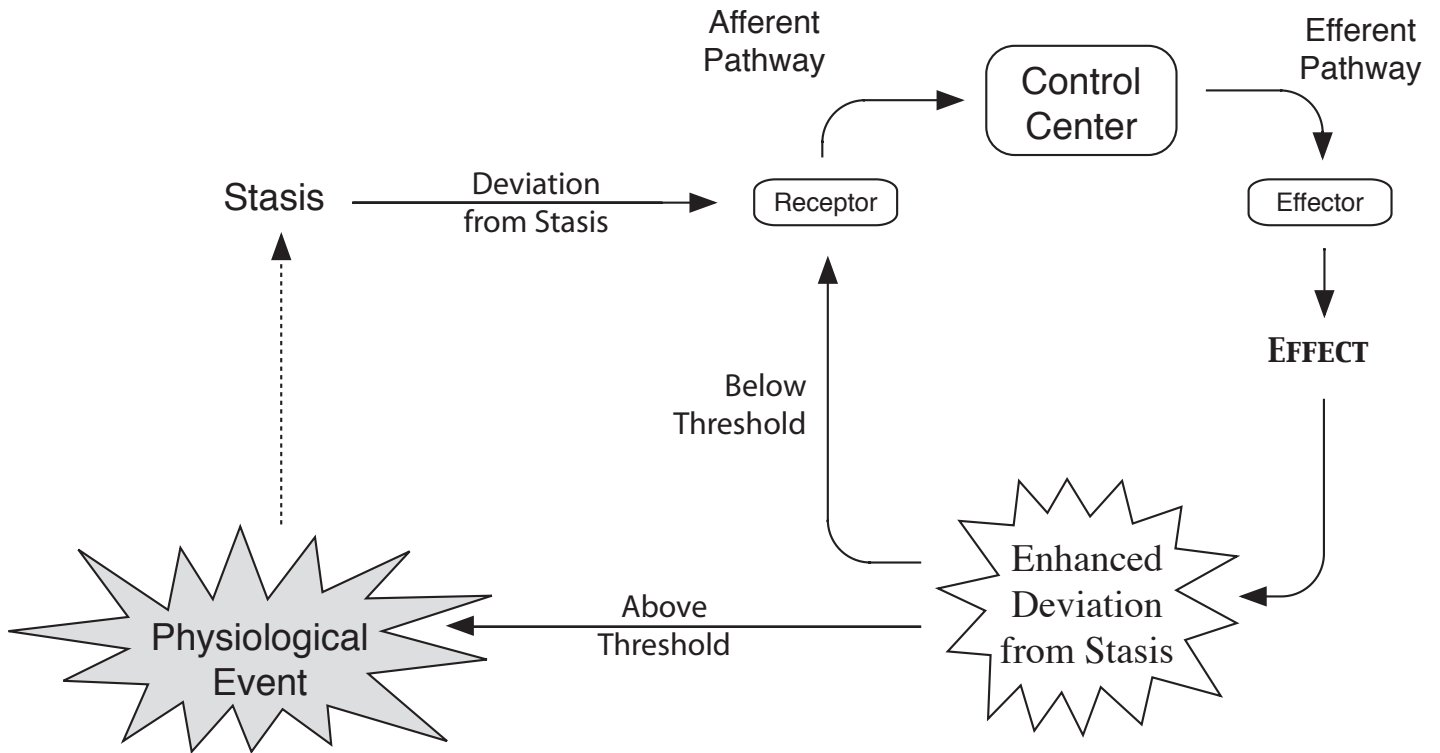 Afferent
Pathway
Control
Center
Efferent
Pathway
Stasis
Deviation
from Stasis
Receptor
Effector
EFFECT
Below
Threshold
Enhanced
Deviation
from Stasis
Above
Threshold
Physiological
Event